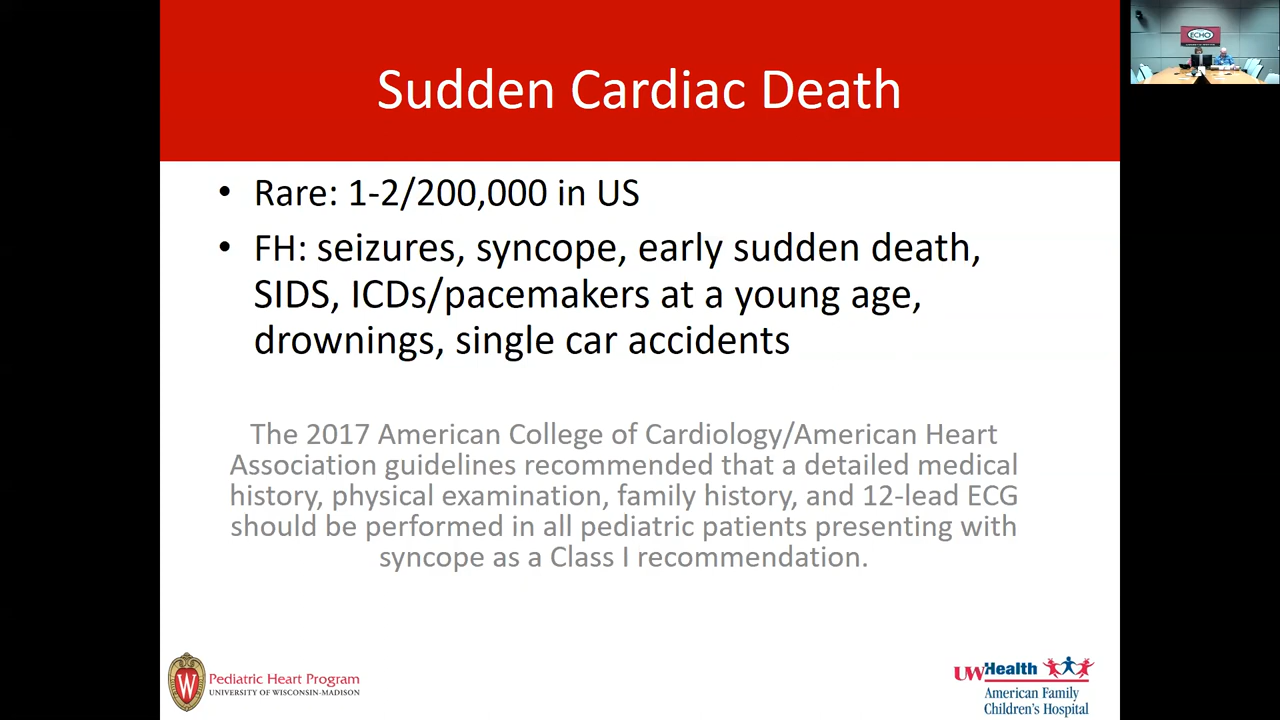 Sudden Cardiac Death
• Rare: 1-2/200,000 in US
• FH: seizures, syncope, early sudden death,
SIDS, ICDs/pacemakers at a young age,
drownings, single car accidents
The 2017 American College of Cardiology/American Heart
Association guidelines recommended that a detailed medical
history, physical examination, family history, and 12-lead ECG
should be performed in all pediatric patients presenting with
syncope as a Class I recommendation.
W
Pediatric Heart Program
UNIVERSITY OF WISCONSIN-MADISON
UWHealth
American Family
Children's Hospital
ECHO